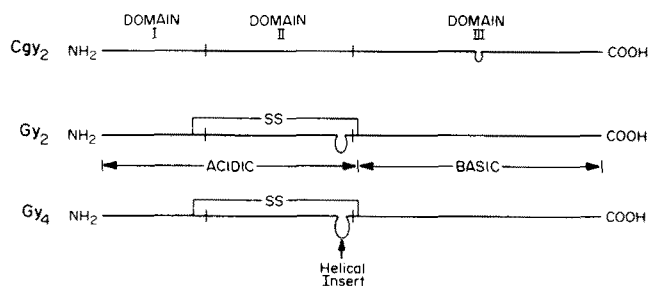 DOMAIN I DOMAIN II DOMAIN III
Cgy2 NH2 COOH
SS
Gy2 NH2 COOH
ACIDIC BASIC
SS
Gy4 NH2 COOH
Helical
Insert